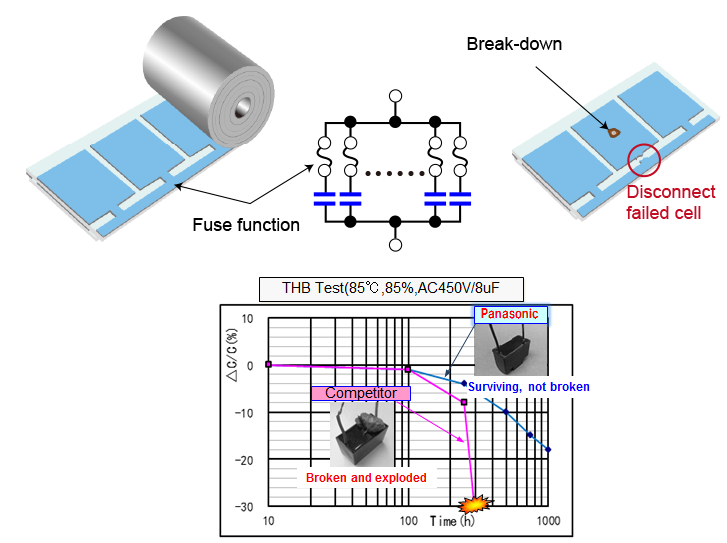 Break-down
Fuse function
Disconnect
failed cell
THB Test(85℃,85%,AC450V/8uF
△C/C(%)
10
0
-10
-20
-30
Panasonic
Surviving, not broken
Competitor
Broken and exploded
10
100
Time(h)
1000